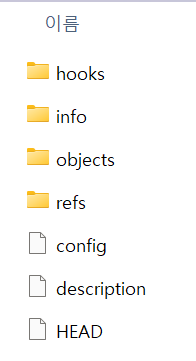 이름
hooks
info
objects
refs
config
description
HEAD